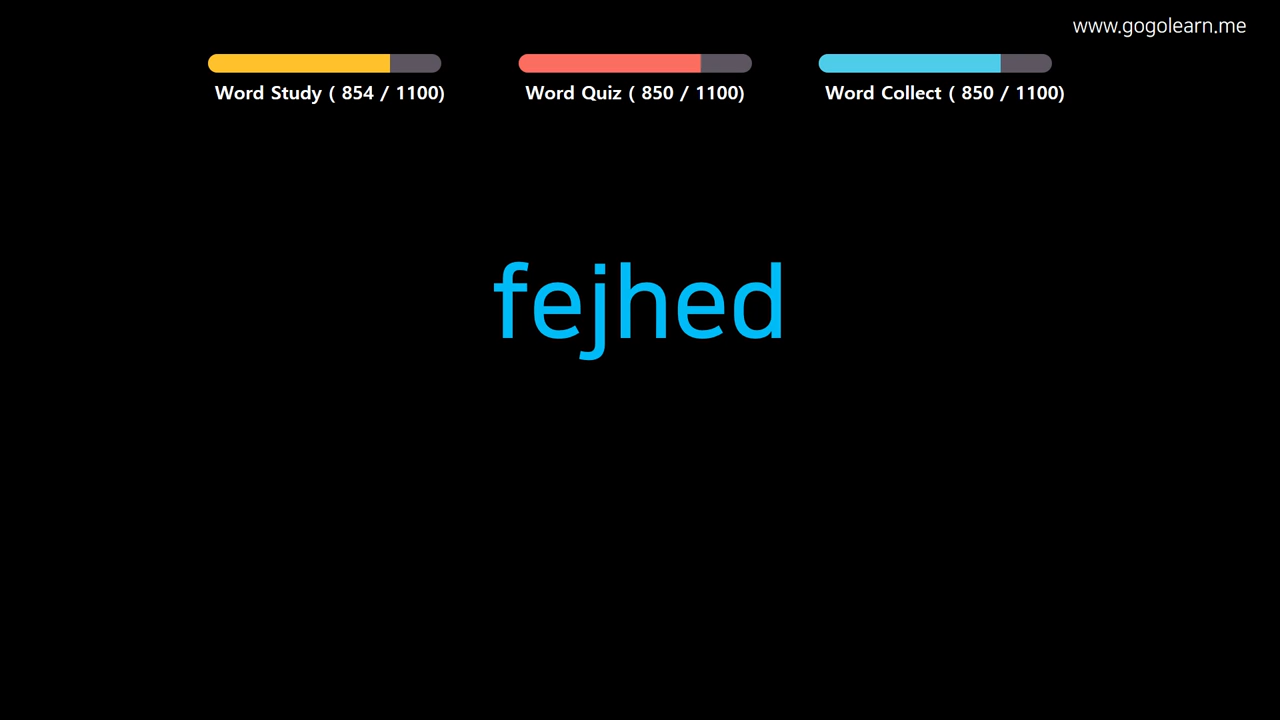 www.gogolearn.me
Word Study ( 854 / 1100)
Word Quiz ( 850 / 1100)
Word Collect ( 850 / 1100)
fejhed